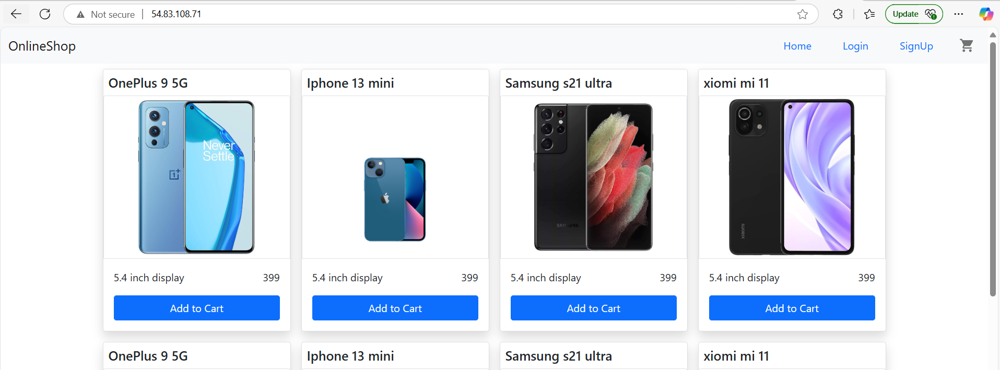 Not secure 54.83.108.71 Update
OnlineShop Home Login SignUp
OnePlus 9 5G Iphone 13 mini Samsung s21 ultra xiomi mi 11
Never
Settle
SAMSUNG
XIAOMI
5.4 inch display 399 5.4 inch display 399 5.4 inch display 399 5.4 inch display 399
Add to Cart Add to Cart Add to Cart Add to Cart
OnePlus 9 5G Iphone 13 mini Samsung s21 ultra xiomi mi 11